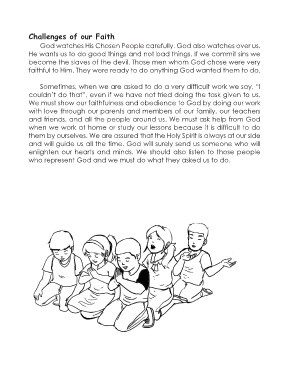 Challenges of our Faith
God watches His Chosen People carefully. God also watches over us.
He wants us to do good things and not bad things. If we commit sins we
become the slaves of the devil. Those men whom God chose were very
faithful to Him. They were ready to do anything God wanted them to do.
Sometimes, when we are asked to do a very difficult work we say, "I
couldn't do that", even if we have not tried doing the task given to us.
We must show our faithfulness and obedience to God by doing our work
with love through our parents and members of our family, our teachers
and friends, and all the people around us. We must ask help from God
when we work at home or study our lessons because it is difficult to do
them by ourselves. We are assured that the Holy Spirit is always at our side
and will guide us all the time. God will surely send us someone who will
enlighten our hearts and minds. We should also listen to those people
who represent God and we must do what they asked us to do.